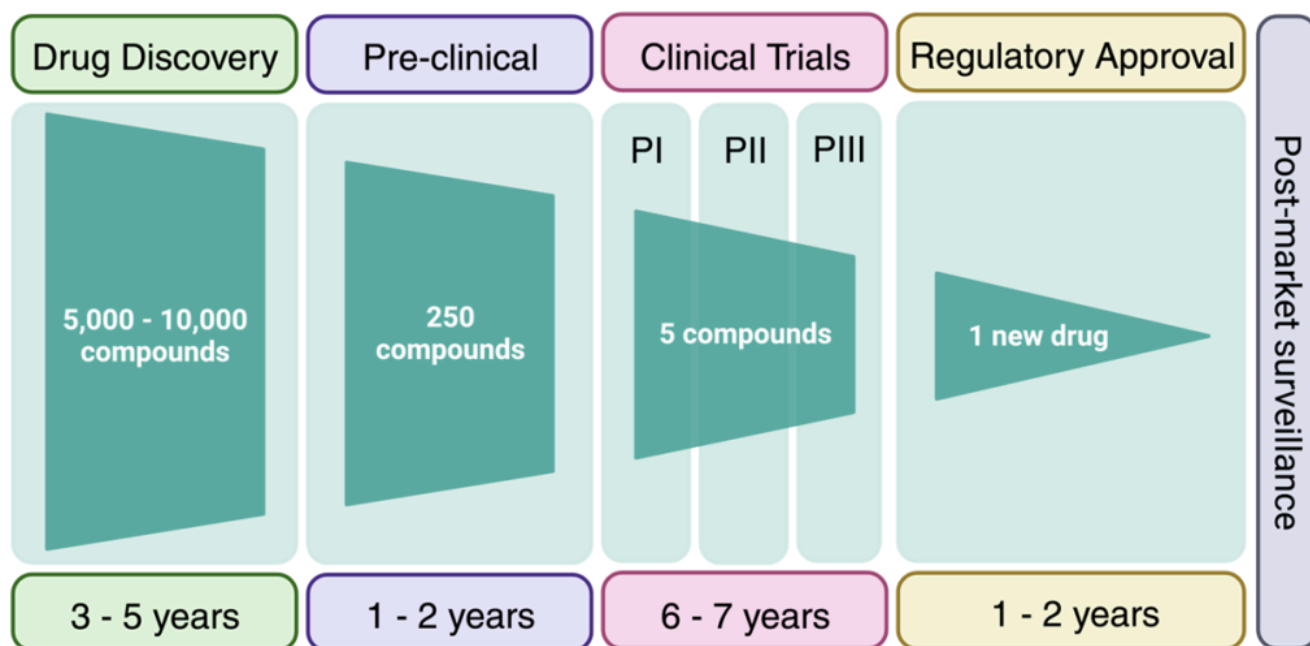 Drug Discovery
Pre-clinical
Clinical Trials
Regulatory Approval
PI
PII
PIII
5,000 - 10,000
compounds
250
compounds
5 compounds
1 new drug
3 - 5 years
1 - 2 years
6 - 7 years
1 - 2 years
Post-market surveillance